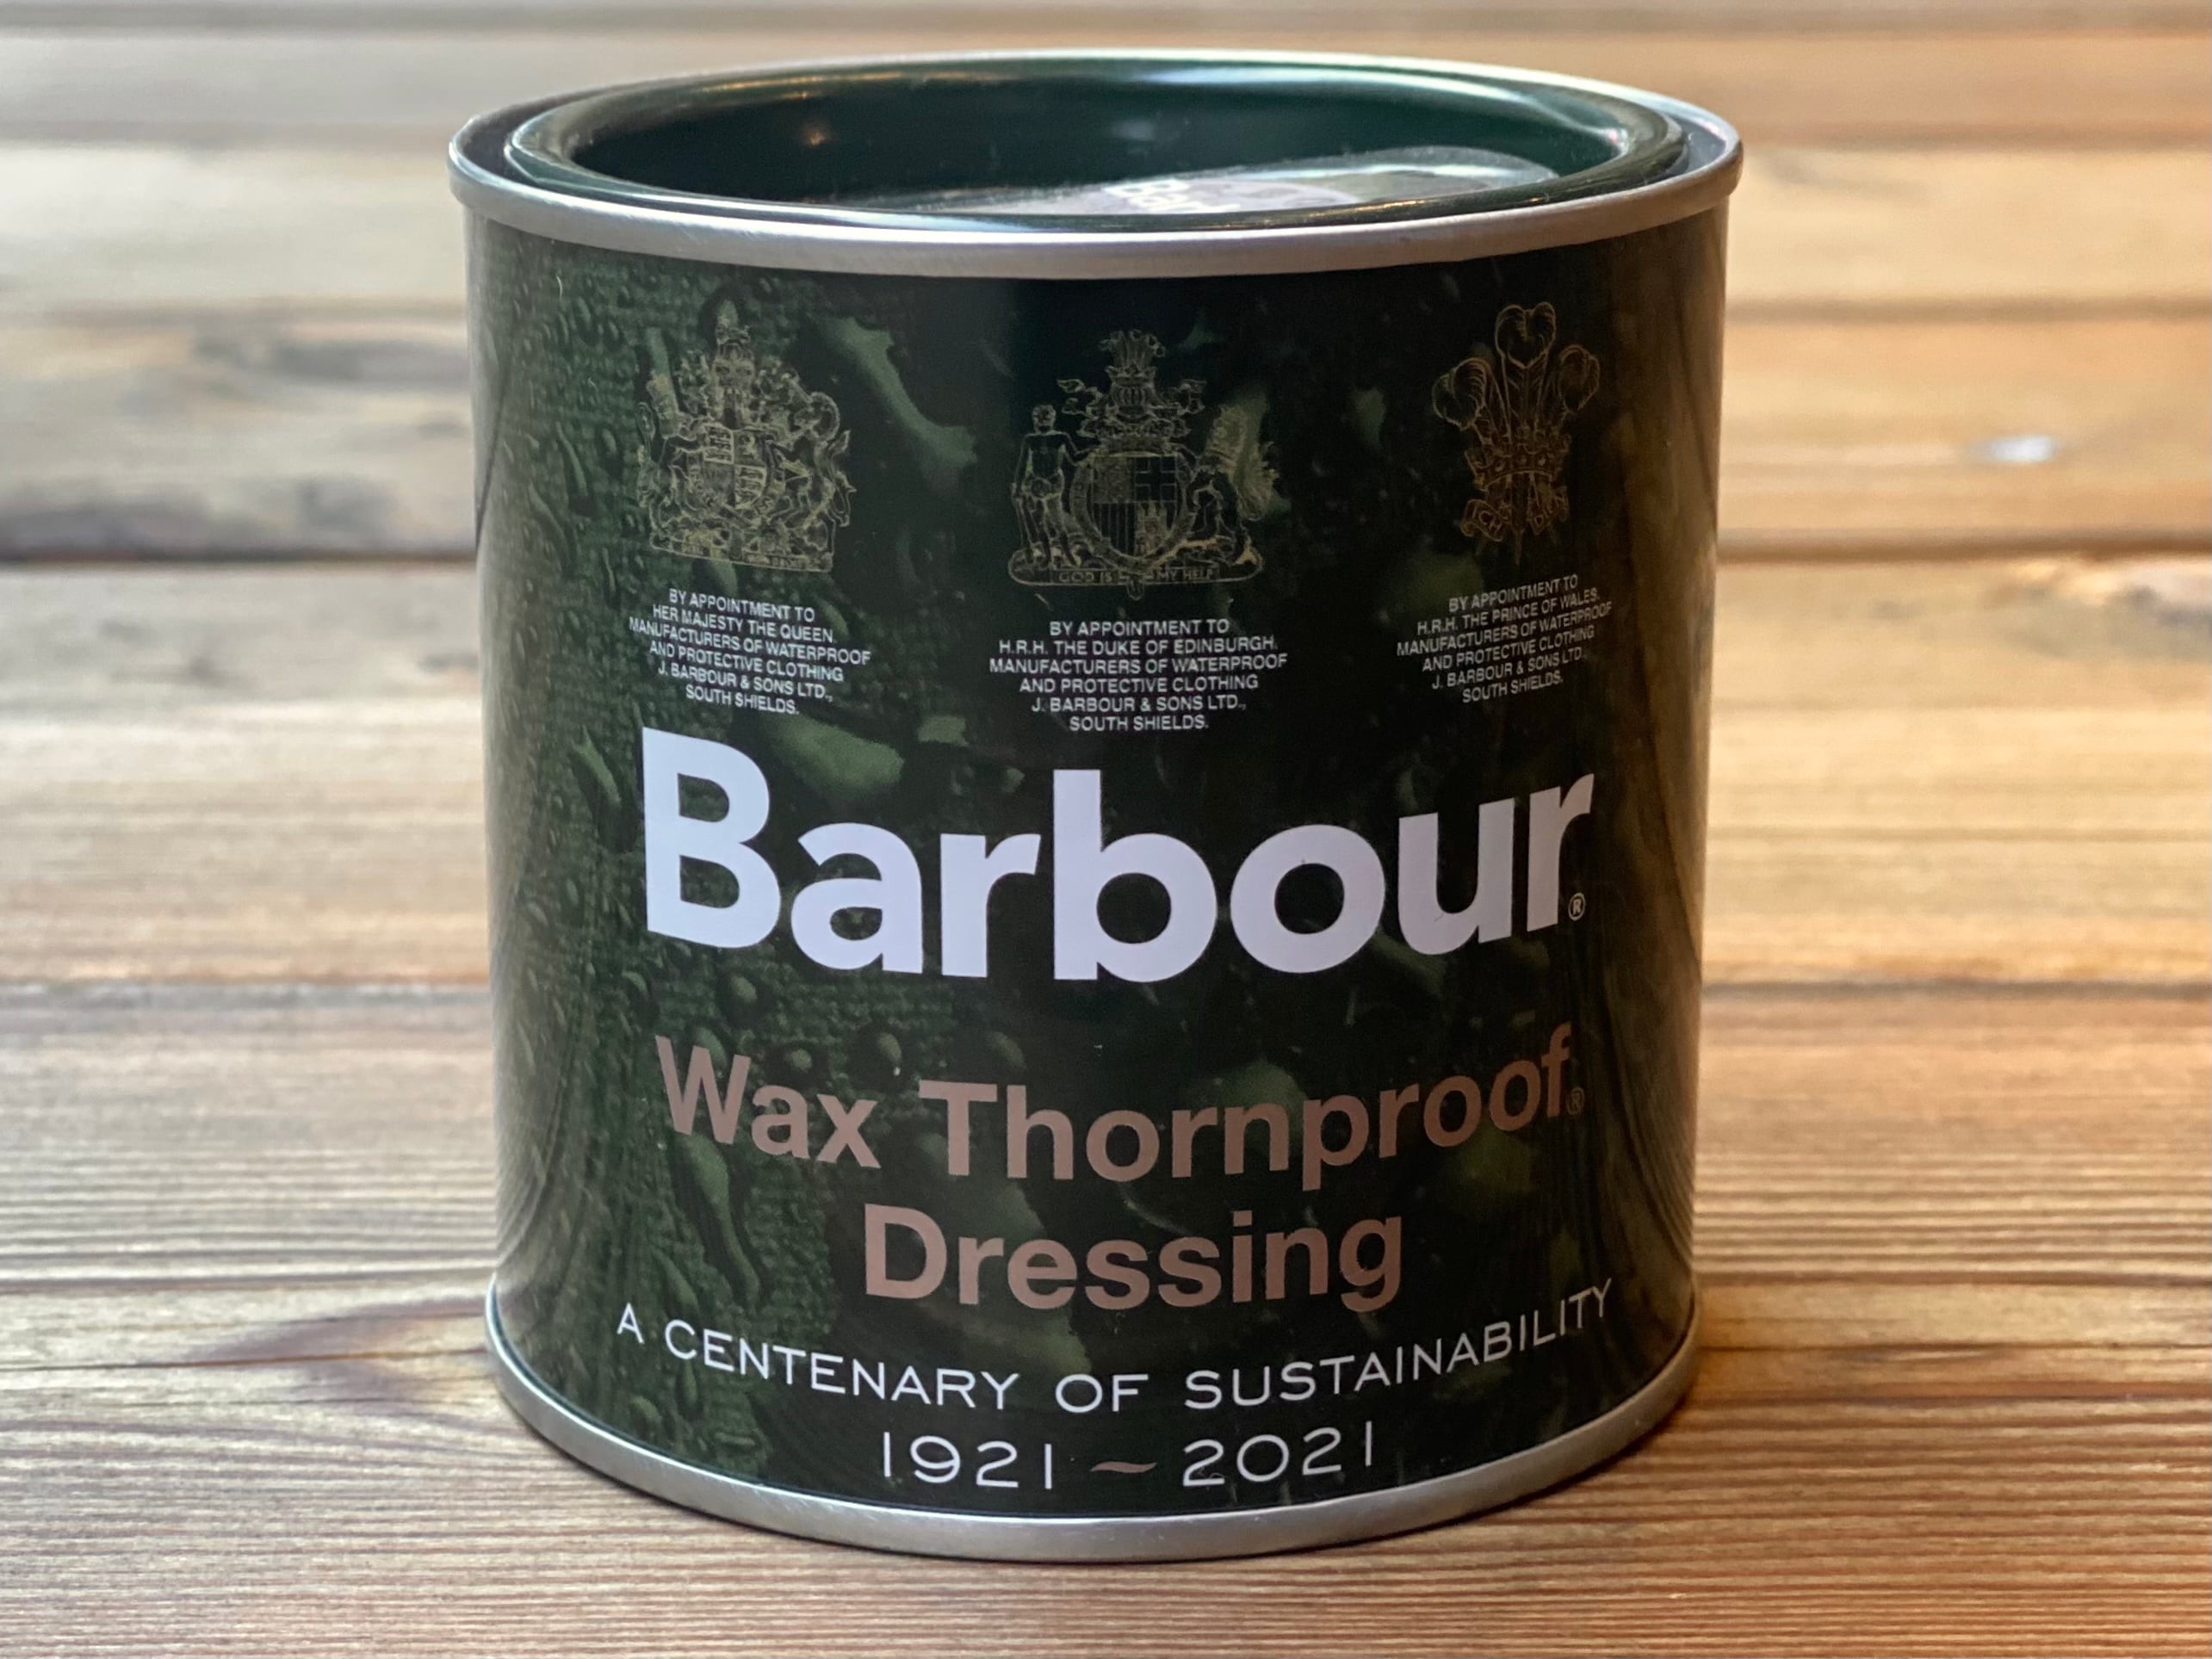 GOD IS MY HELP
BY APPOINTMENT TO
HER MAJESTY THE QUEEN.
MANUFACTURERS OF WATERPROOF
AND PROTECTIVE CLOTHING
J. BARBOUR & SONS LTD.,
SOUTH SHIELDS.
BY APPOINTMENT TO
H.R.H. THE DUKE OF EDINBURGH.
MANUFACTURERS OF WATERPROOF
AND PROTECTIVE CLOTHING
J. BARBOUR & SONS LTD.,
SOUTH SHIELDS.
BY APPOINTMENT TO
H.R.H. THE PRINCE OF WALES.
MANUFACTURERS OF WATERPROOF
AND PROTECTIVE CLOTHING
J. BARBOUR & SONS LTD.
SOUTH SHIELDS.
Barbour®
Wax Thornproof®
Dressing
A CENTENARY OF SUSTAINABILITY
1921 ~ 2021